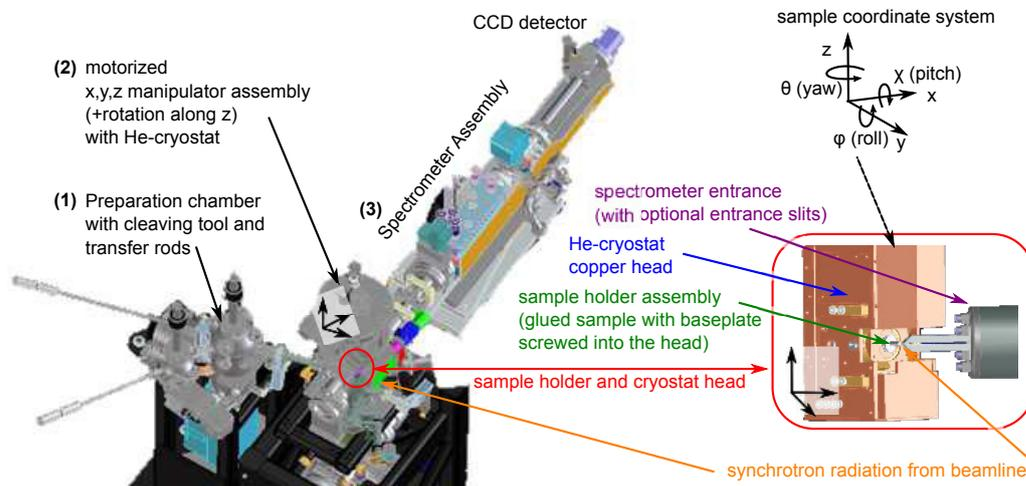 CCD detector
sample coordinate system
z
θ (yaw)
χ (pitch)
x
φ (roll)
y
(2) motorized
x,y,z manipulator assembly
(+rotation along z)
with He-cryostat
(1) Preparation chamber
with cleaving tool and
transfer rods
(3)
Spectrometer Assembly
spectrometer entrance
(with optional entrance slits)
He-cryostat
copper head
sample holder assembly
(glued sample with baseplate
screwed into the head)
sample holder and cryostat head
synchrotron radiation from beamline